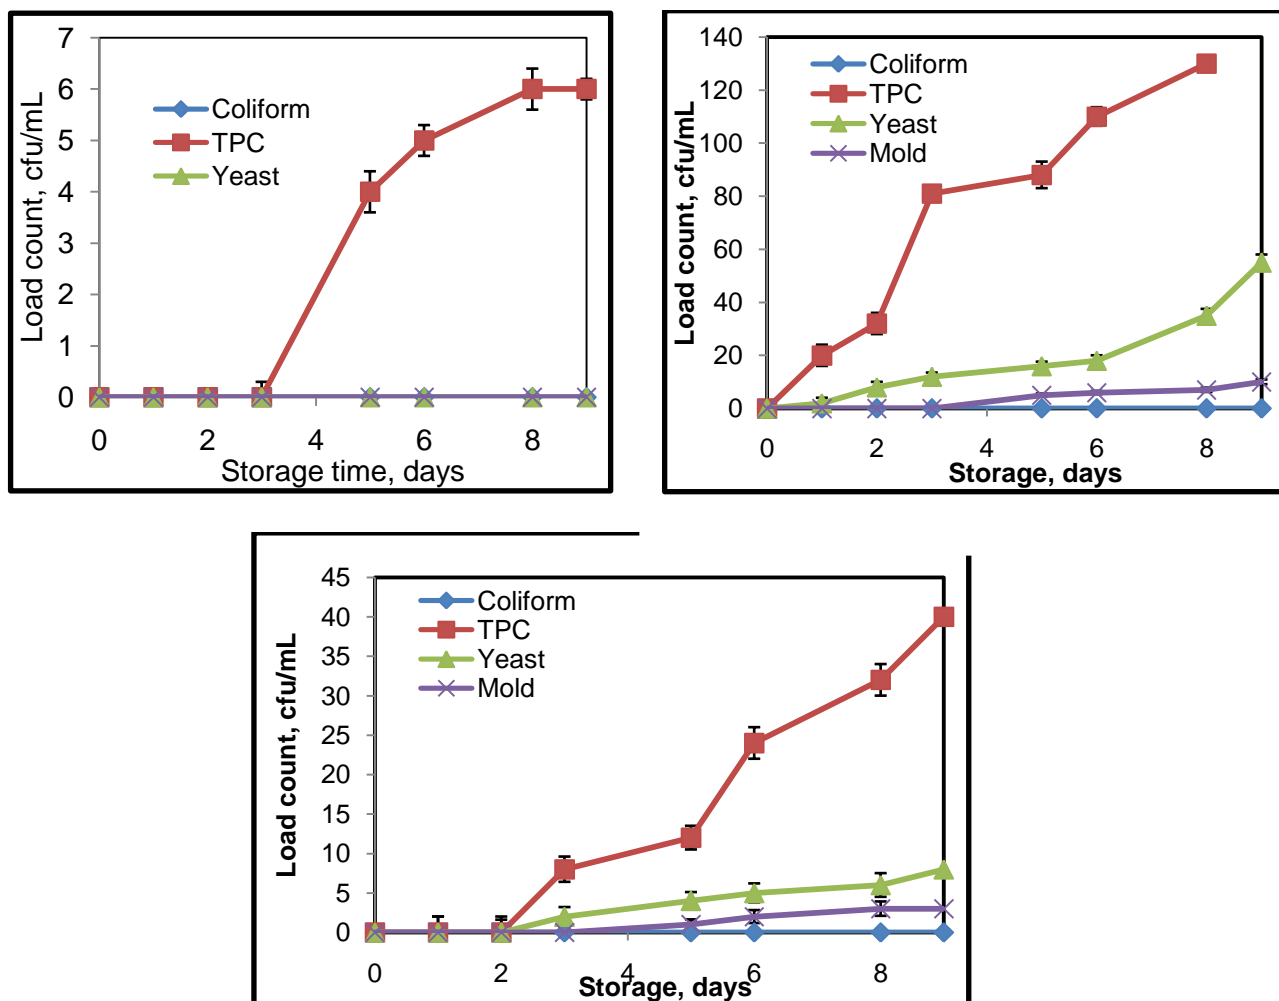 7
6
5
4
3
2
1
0
Load count, cfu/mL
Coliform
TPC
Yeast
0 2 4 6 8
Storage time, days
140
120
100
80
60
40
20
0
Load count, cfu/mL
Coliform
TPC
Yeast
Mold
0 2 4 6 8
Storage, days
45
40
35
30
25
20
15
10
5
0
Load count, cfu/mL
Coliform
TPC
Yeast
Mold
0 2 4 6 8
Storage, days